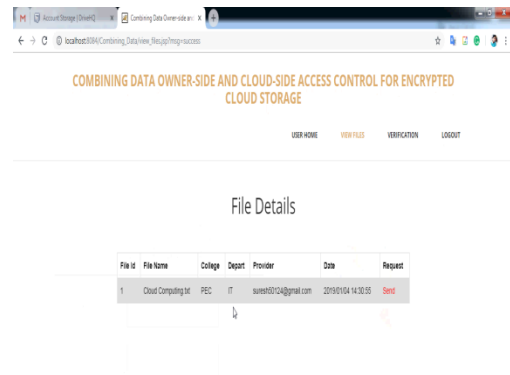 Account Storage | DriveHQ
Combining Data Owner-side and
localhost:8084/Combining_Data/view_files.jsp?msg=success
COMBINING DATA OWNER-SIDE AND CLOUD-SIDE ACCESS CONTROL FOR ENCRYPTED
CLOUD STORAGE
USER HOME VIEW FILES VERIFICATION LOGOUT
File Details
File Id File Name College Depart Provider Date Request
1 Cloud Computing.txt PEC IT suresh50124@gmail.com 2019/01/04 14:30:55 Send